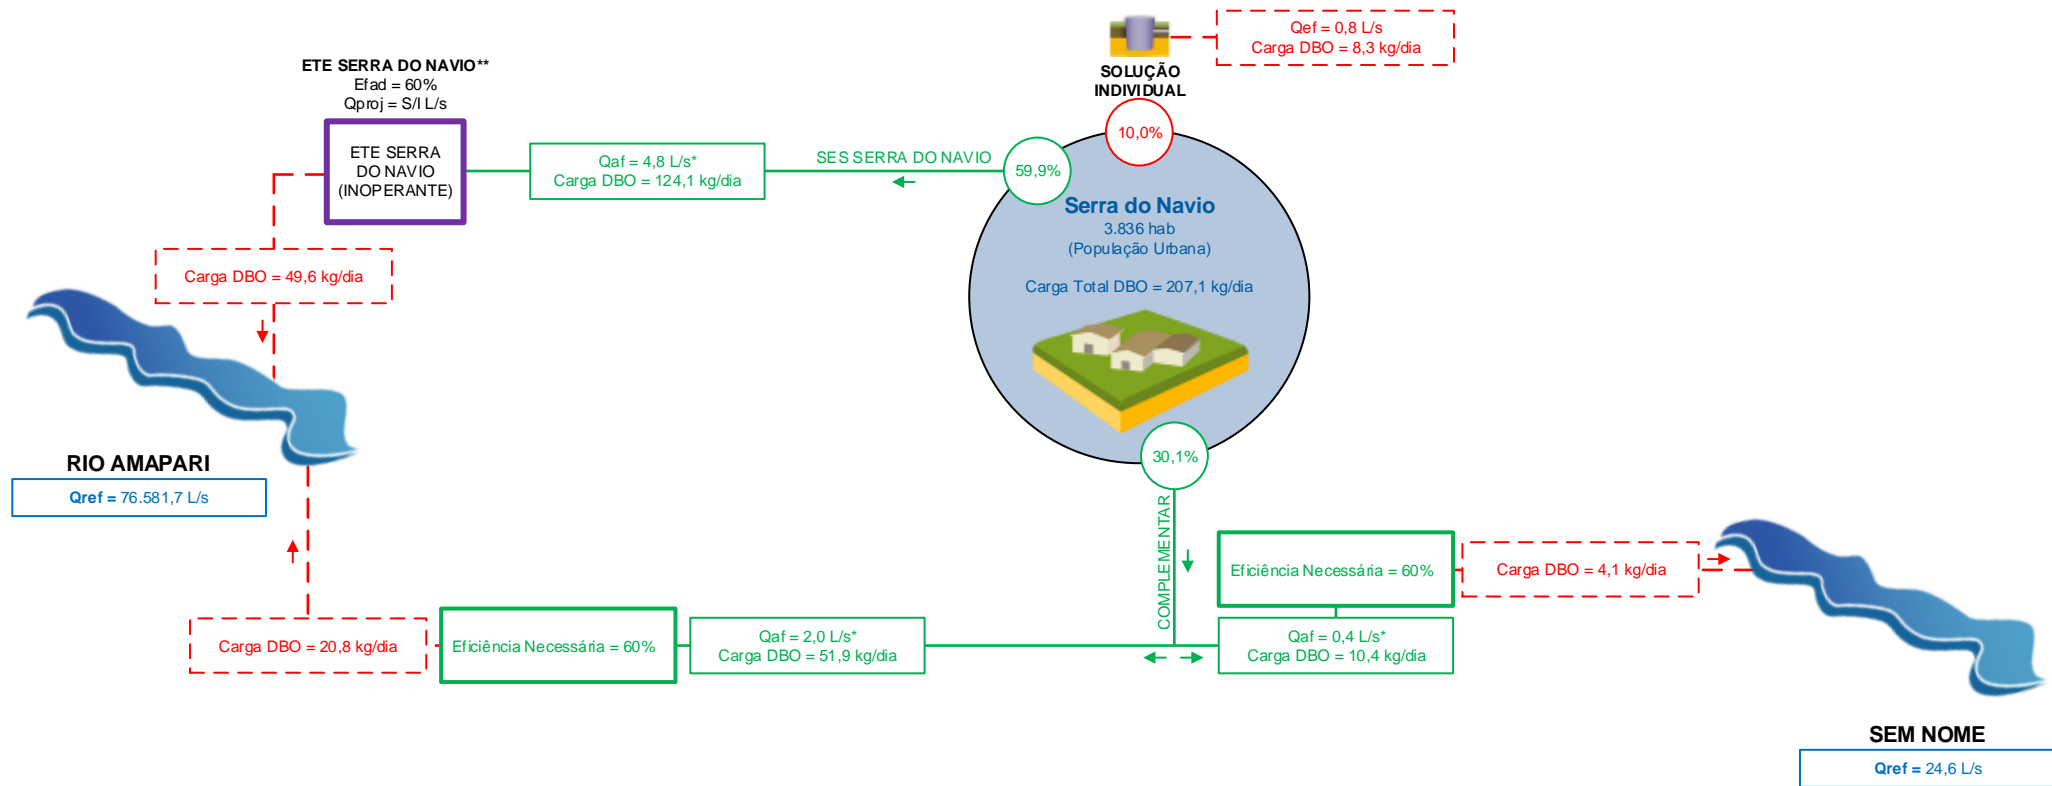 Qef = 0,8 L/s
Carga DBO = 8,3 kg/dia
SOLUÇÃO
INDIVIDUAL
10,0%
ETE SERRA DO NAVIO**
Efad = 60%
Qproj = S/I L/s
ETE SERRA
DO NAVIO
(INOPERANTE)
Qaf = 4,8 L/s*
Carga DBO = 124,1 kg/dia
SES SERRA DO NAVIO
59,9%
Serra do Navio
3.836 hab
(População Urbana)
Carga Total DBO = 207,1 kg/dia
Carga DBO = 49,6 kg/dia
RIO AMAPARI
Qref = 76.581,7 L/s
30,1%
COMPLEMENTAR
Eficiência Necessária = 60%
Carga DBO = 4,1 kg/dia
Carga DBO = 20,8 kg/dia
Eficiência Necessária = 60%
Qaf = 2,0 L/s*
Carga DBO = 51,9 kg/dia
Qaf = 0,4 L/s*
Carga DBO = 10,4 kg/dia
SEM NOME
Qref = 24,6 L/s